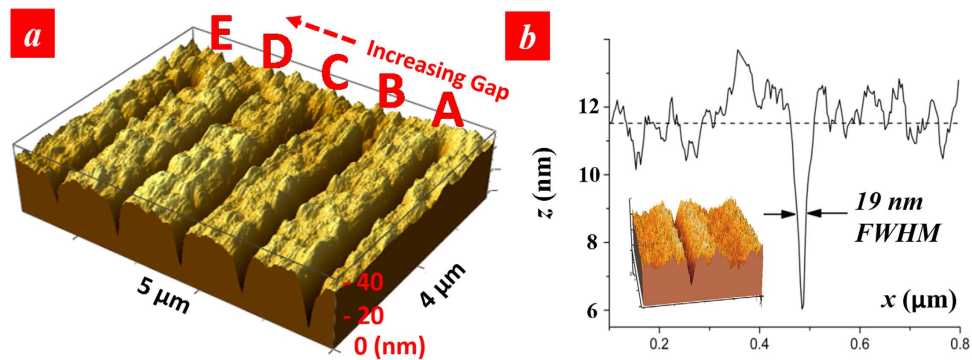 a
E
D
C
B
A
Increasing Gap
5 μm
4 μm
- 40
- 20
0 (nm)
b
z (nm)
12
10
8
6
19 nm
FWHM
x (μm)
0.2
0.4
0.6
0.8